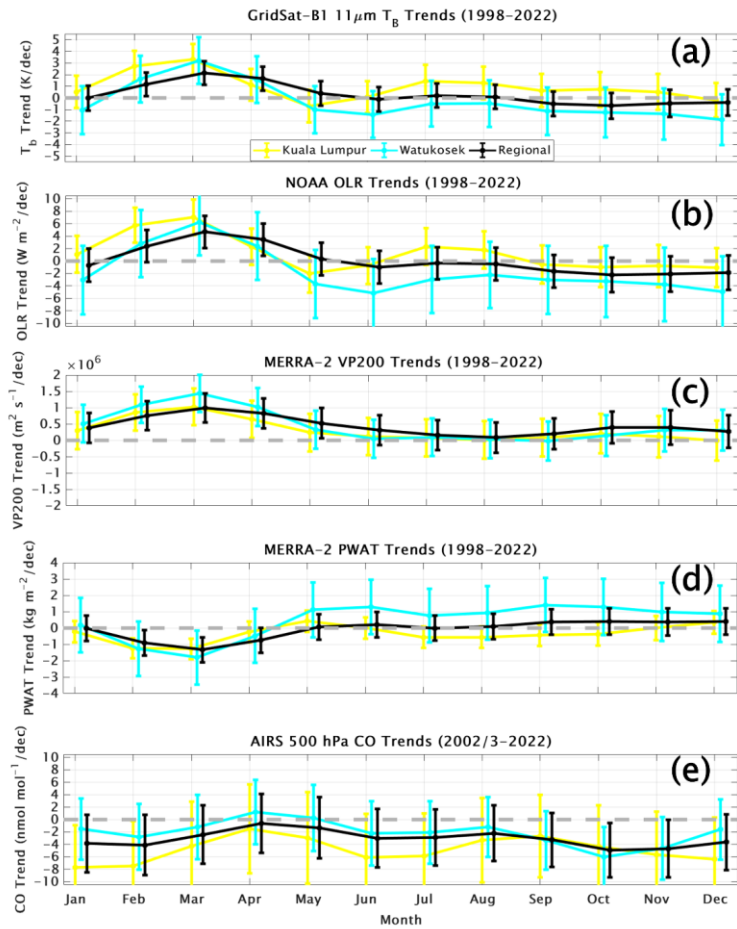 GridSat-B1 11μm T_B Trends (1998-2022)
(a)
T_b Trend (K/dec)
5
4
3
2
1
0
-1
-2
-3
-4
-5
Kuala Lumpur Watukosek Regional
NOAA OLR Trends (1998-2022)
(b)
OLR Trend (W m⁻²/dec)
10
8
6
4
2
0
-2
-4
-6
-8
-10
MERRA-2 VP200 Trends (1998-2022)
×10⁶
(c)
VP200 Trend (m² s⁻¹/dec)
2
1.5
1
0.5
0
-0.5
-1
-1.5
-2
MERRA-2 PWAT Trends (1998-2022)
(d)
PWAT Trend (kg m⁻²/dec)
4
3
2
1
0
-1
-2
-3
-4
AIRS 500 hPa CO Trends (2002/3-2022)
(e)
CO Trend (nmol mol⁻¹/dec)
10
8
6
4
2
0
-2
-4
-6
-8
-10
Jan Feb Mar Apr May Jun Jul Aug Sep Oct Nov Dec
Month